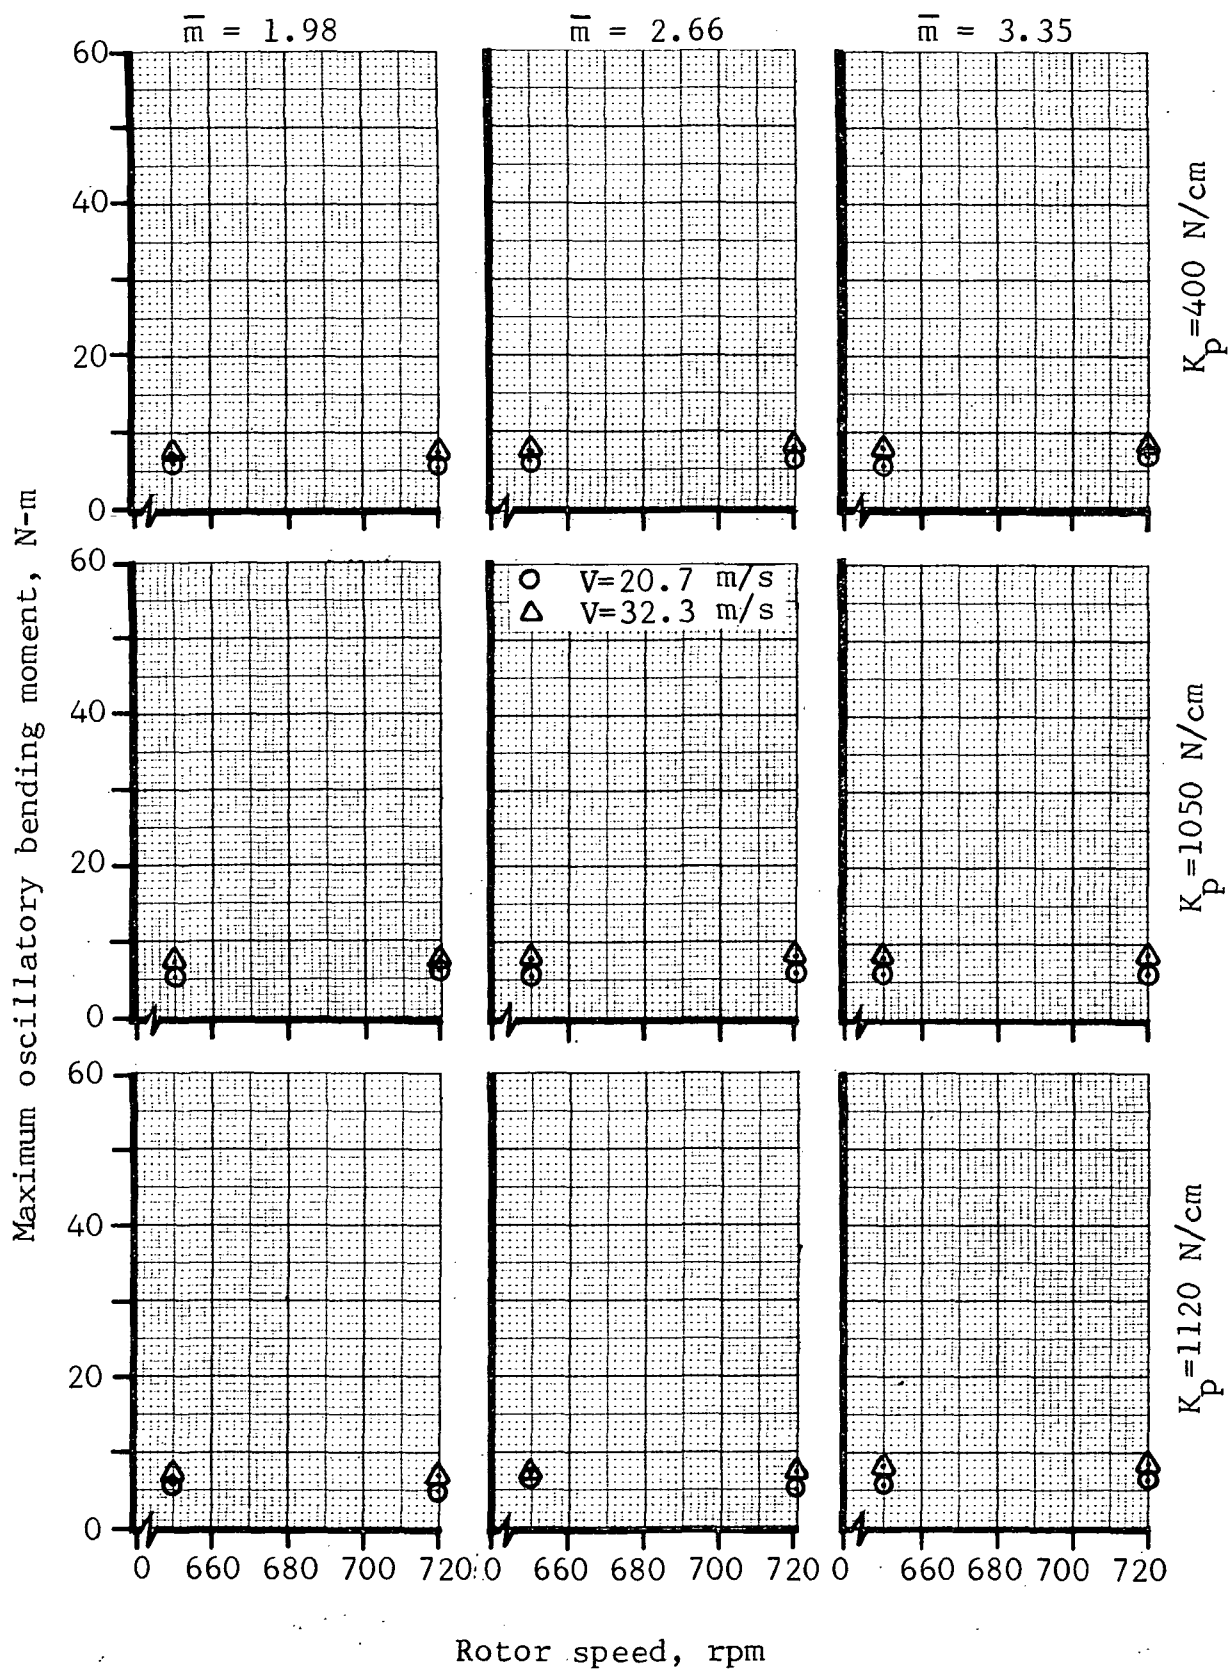 m̅ = 1.98
m̅ = 2.66
m̅ = 3.35
60
40
20
0
K_p=400 N/cm
Maximum oscillatory bending moment, N-m
60
40
20
0
O V=20.7 m/s
△ V=32.3 m/s
K_p=1050 N/cm
60
40
20
0
K_p=1120 N/cm
0 660 680 700 720
0 660 680 700 720
0 660 680 700 720
Rotor speed, rpm